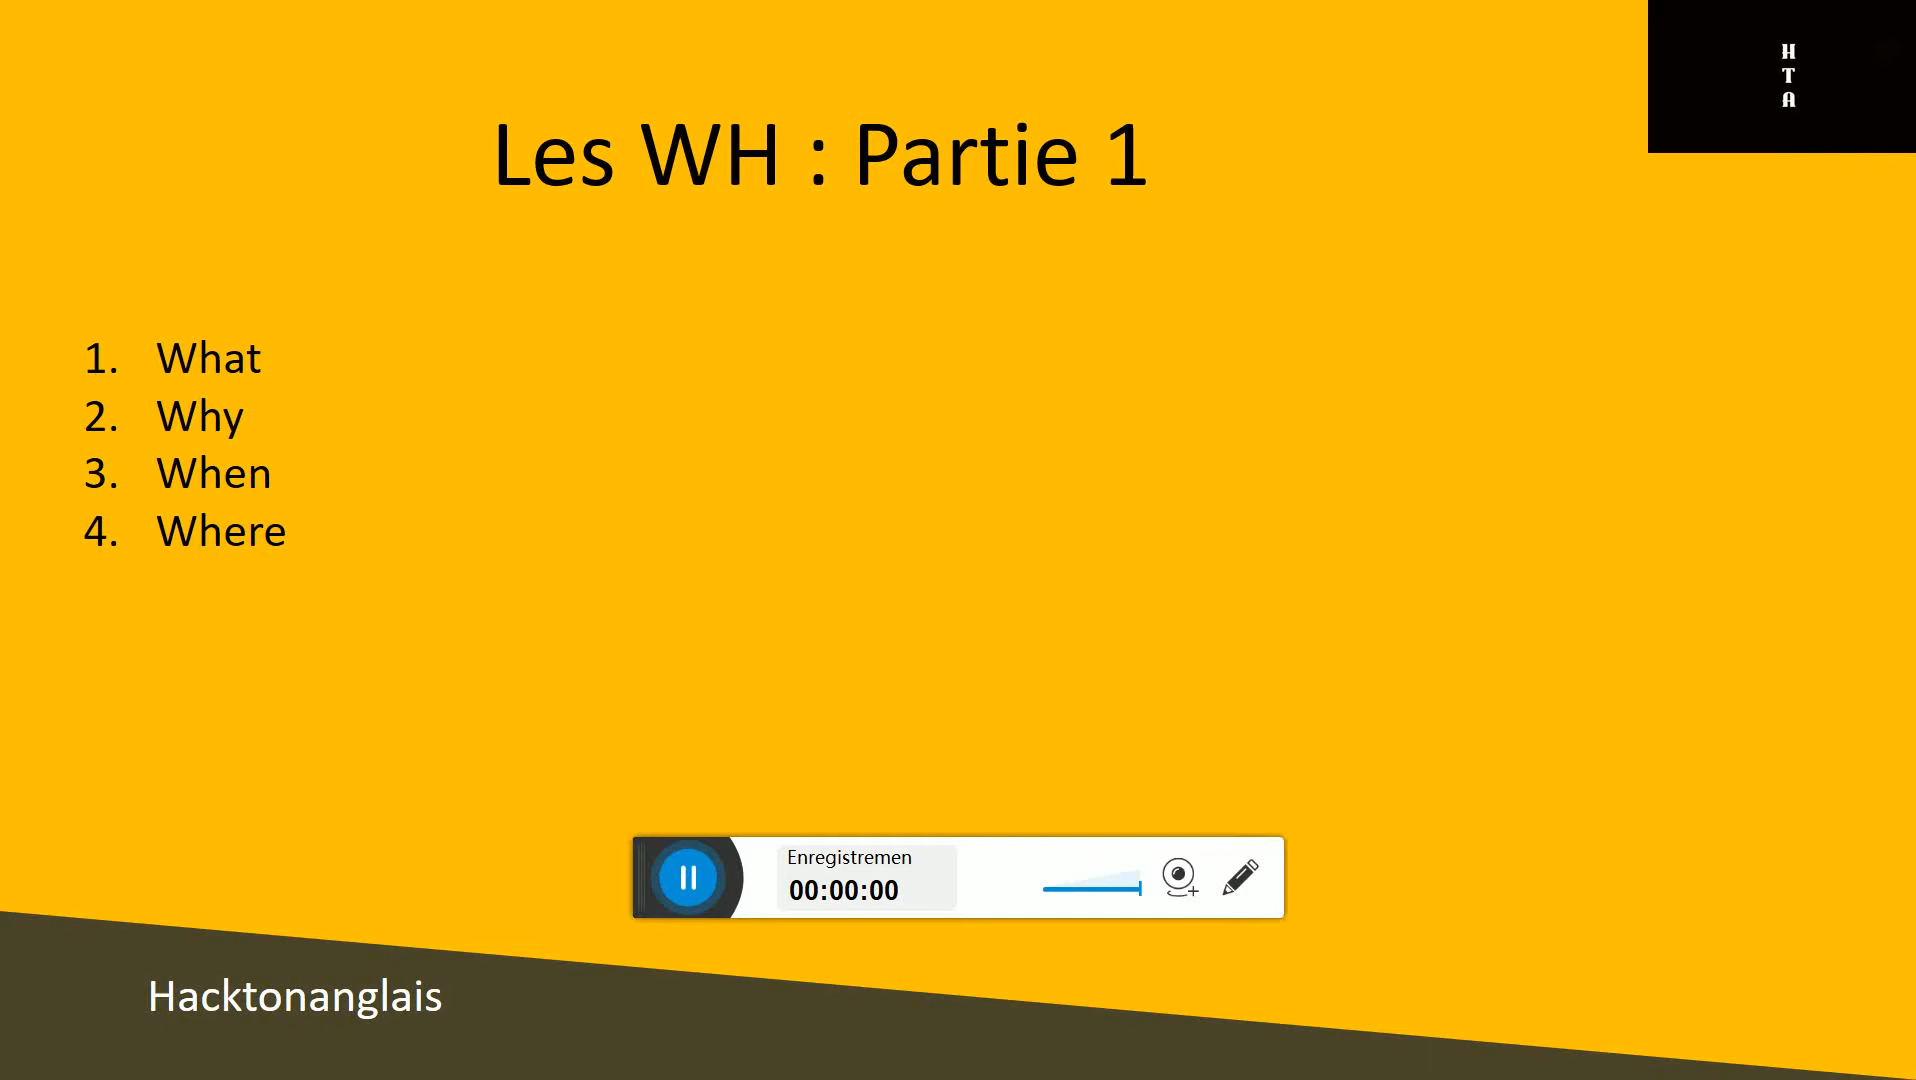 H
T
A
Les WH : Partie 1
1. What
2. Why
3. When
4. Where
Enregistremen
00:00:00
Hacktonanglais